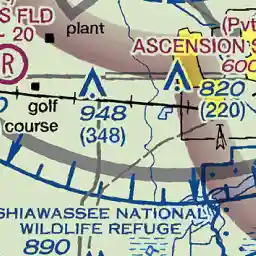 S FLD
- 20
R
plant
(Pvt
ASCENSION S
600
golf
course
948
(348)
820
(220)
SHIAWASSEE NATIONAL
WILDLIFE REFUGE
890